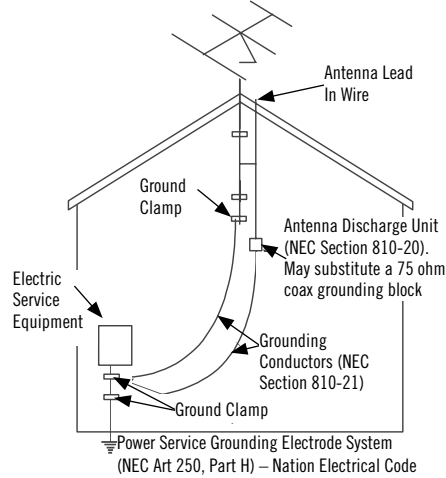 Antenna Lead
In Wire
Ground
Clamp
Antenna Discharge Unit
(NEC Section 810-20).
May substitute a 75 ohm
coax grounding block
Electric
Service
Equipment
Grounding
Conductors (NEC
Section 810-21)
Ground Clamp
Power Service Grounding Electrode System
(NEC Art 250, Part H) – Nation Electrical Code